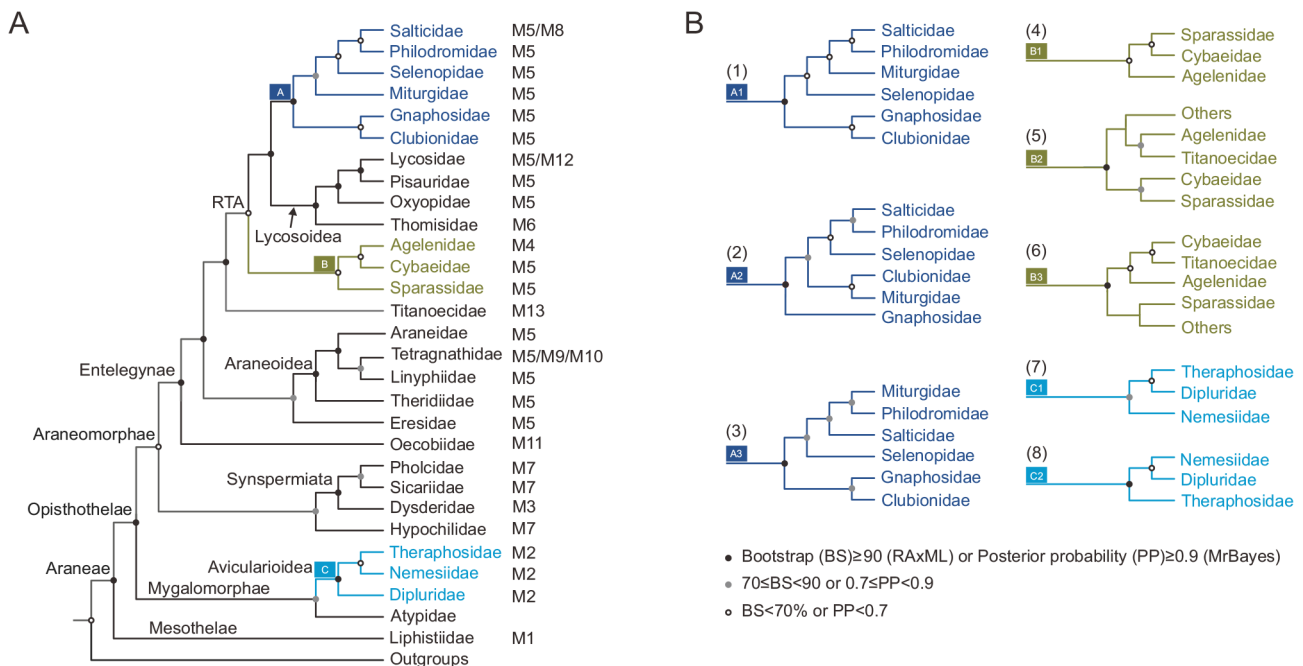 A
Salticidae M5/M8
Philodromidae M5
Selenopidae M5
A
Miturgidae M5
Gnaphosidae M5
Clubionidae M5
Lycosidae M5/M12
Pisauridae M5
RTA
Oxyopidae M5
Thomisidae M6
Lycosoidea
Agelenidae M4
B
Cybaeidae M5
Sparassidae M5
Titanoecidae M13
Araneidae M5
Tetragnathidae M5/M9/M10
Entelegynae
Araneoidea
Linyphiidae M5
Theridiidae M5
Eresidae M5
Araneomorphae
Oecobiidae M11
Pholcidae M7
Synspermiata
Sicariidae M7
Dysderidae M3
Opisthothelae
Hypochilidae M7
Theraphosidae M2
Araneae
Avicularioidea
C
Nemesiidae M2
Mygalomorphae
Dipluridae M2
Atypidae
Mesothelae
Liphistiidae M1
Outgroups
B
(1)
A1
Salticidae
Philodromidae
Miturgidae
Selenopidae
Gnaphosidae
Clubionidae
(2)
A2
Salticidae
Philodromidae
Selenopidae
Clubionidae
Miturgidae
Gnaphosidae
(3)
A3
Miturgidae
Philodromidae
Salticidae
Selenopidae
Gnaphosidae
Clubionidae
(4)
B1
Sparassidae
Cybaeidae
Agelenidae
(5)
B2
Others
Agelenidae
Titanoecidae
Cybaeidae
Sparassidae
(6)
B3
Cybaeidae
Titanoecidae
Agelenidae
Sparassidae
Others
(7)
C1
Theraphosidae
Dipluridae
Nemesiidae
(8)
C2
Nemesiidae
Dipluridae
Theraphosidae
Bootstrap (BS)≥90 (RAxML) or Posterior probability (PP)≥0.9 (MrBayes)
70≤BS<90 or 0.7≤PP<0.9
BS<70% or PP<0.7